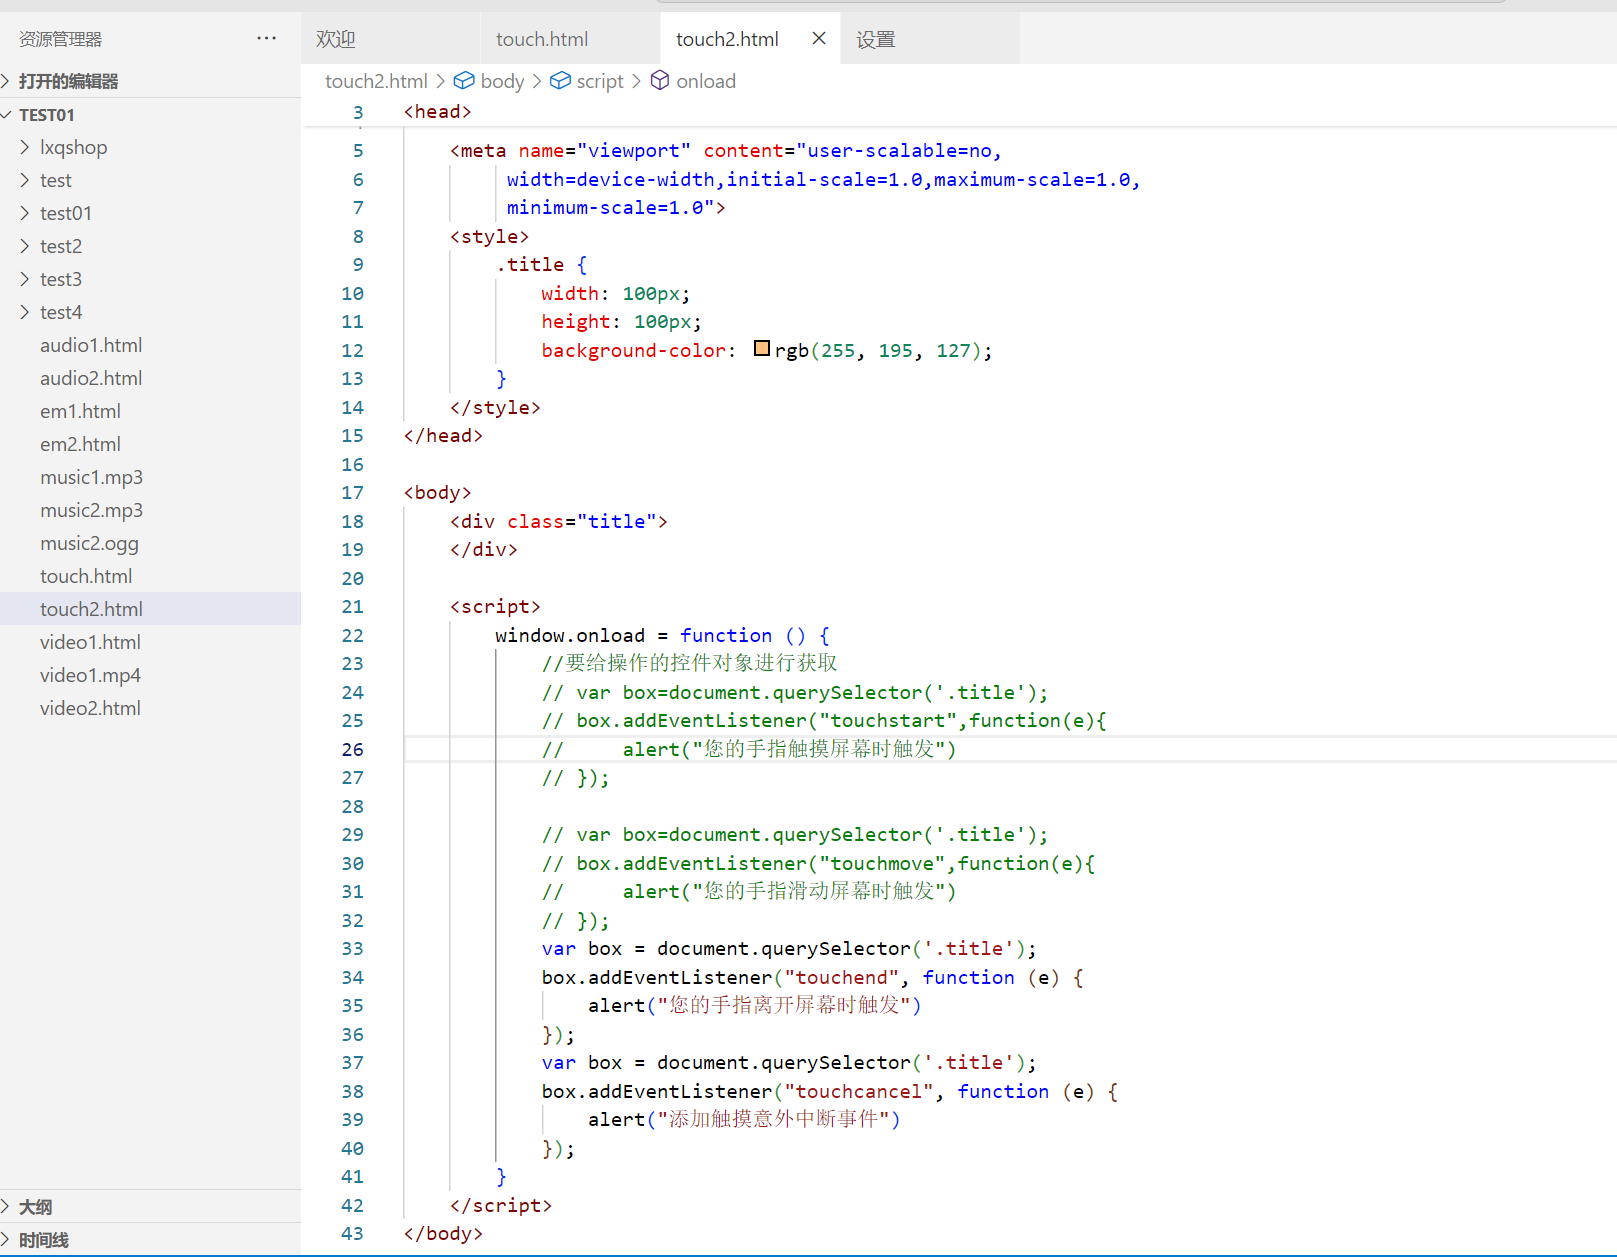 资源管理器
打开的编辑器
TEST01
lxqshop
test
test01
test2
test3
test4
audio1.html
audio2.html
em1.html
em2.html
music1.mp3
music2.mp3
music2.ogg
touch.html
touch2.html
video1.html
video1.mp4
video2.html
大纲
时间线
欢迎
touch.html
touch2.html
设置
touch2.html > body > script > onload
3 <head>
5 <meta name="viewport" content="user-scalable=no,
6 width=device-width,initial-scale=1.0,maximum-scale=1.0,
7 minimum-scale=1.0">
8 <style>
9 .title {
10 width: 100px;
11 height: 100px;
12 background-color: rgb(255, 195, 127);
13 }
14 </style>
15 </head>
16
17 <body>
18 <div class="title">
19 </div>
20
21 <script>
22 window.onload = function () {
23 //要给操作的控件对象进行获取
24 // var box=document.querySelector('.title');
25 // box.addEventListener("touchstart",function(e){
26 // alert("您的手指触摸屏幕时触发")
27 // });
28
29 // var box=document.querySelector('.title');
30 // box.addEventListener("touchmove",function(e){
31 // alert("您的手指滑动屏幕时触发")
32 // });
33 var box = document.querySelector('.title');
34 box.addEventListener("touchend", function (e) {
35 alert("您的手指离开屏幕时触发")
36 });
37 var box = document.querySelector('.title');
38 box.addEventListener("touchcancel", function (e) {
39 alert("添加触摸意外中断事件")
40 });
41 }
42 </script>
43 </body>